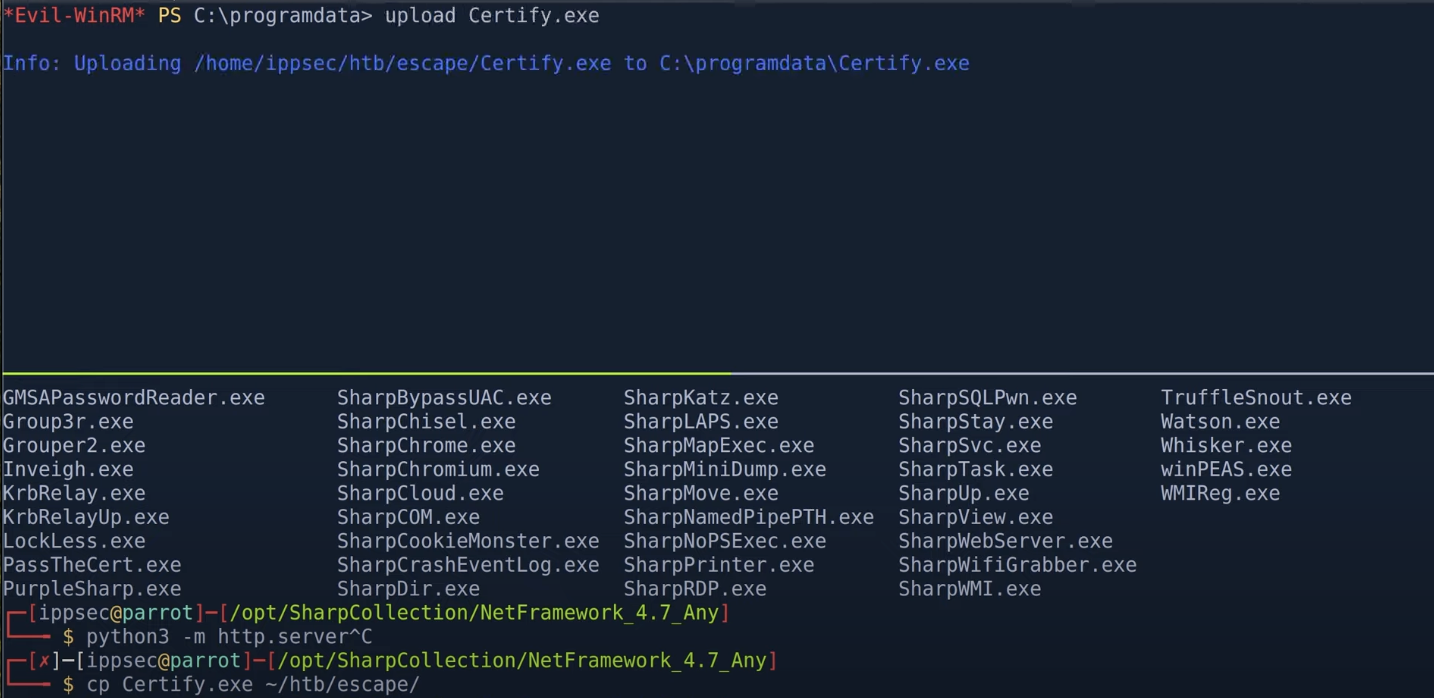 *Evil-WinRM* PS C:\programdata> upload Certify.exe
Info: Uploading /home/ippsec/htb/escape/Certify.exe to C:\programdata\Certify.exe
GMSAPasswordReader.exe SharpBypassUAC.exe SharpKatz.exe SharpSQLPwn.exe TruffleSnout.exe
Group3r.exe SharpChisel.exe SharpLAPS.exe SharpStay.exe Watson.exe
Grouper2.exe SharpChrome.exe SharpMapExec.exe SharpSvc.exe Whisker.exe
Inveigh.exe SharpChromium.exe SharpMiniDump.exe SharpTask.exe winPEAS.exe
KrbRelay.exe SharpCloud.exe SharpMove.exe SharpUp.exe WMIReg.exe
KrbRelayUp.exe SharpCOM.exe SharpNamedPipePTH.exe SharpView.exe
LockLess.exe SharpCookieMonster.exe SharpNoPSExec.exe SharpWebServer.exe
PassTheCert.exe SharpCrashEventLog.exe SharpPrinter.exe SharpWifiGrabber.exe
PurpleSharp.exe SharpDir.exe SharpRDP.exe SharpWMI.exe
┌─[ippsec@parrot]─[/opt/SharpCollection/NetFramework_4.7_Any]
└──╼ $ python3 -m http.server^C
┌─[✗]─[ippsec@parrot]─[/opt/SharpCollection/NetFramework_4.7_Any]
└──╼ $ cp Certify.exe ~/htb/escape/